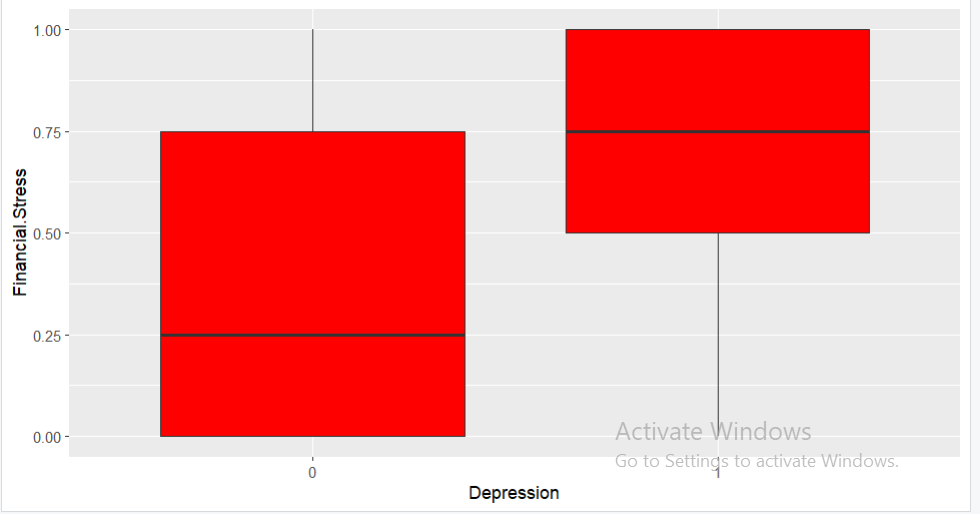 1.00
0.75
0.50
0.25
0.00
Financial.Stress
0
1
Depression
Activate Windows
Go to Settings to activate Windows.